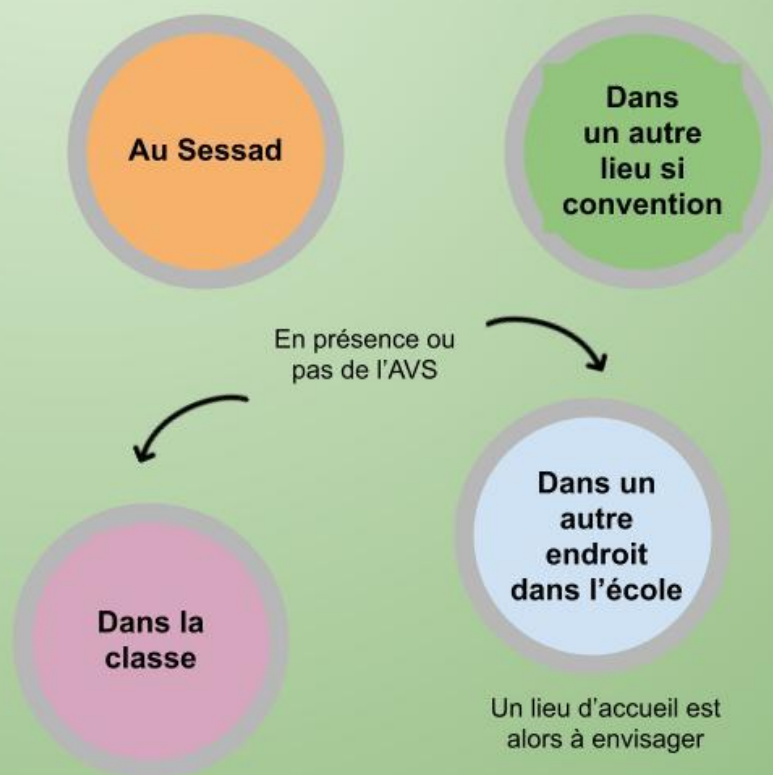 Au Sessad
Dans
un autre
lieu si
convention
En présence ou
pas de l'AVS
Dans un
autre
endroit
dans l'école
Dans la
classe
Un lieu d'accueil est
alors à envisager